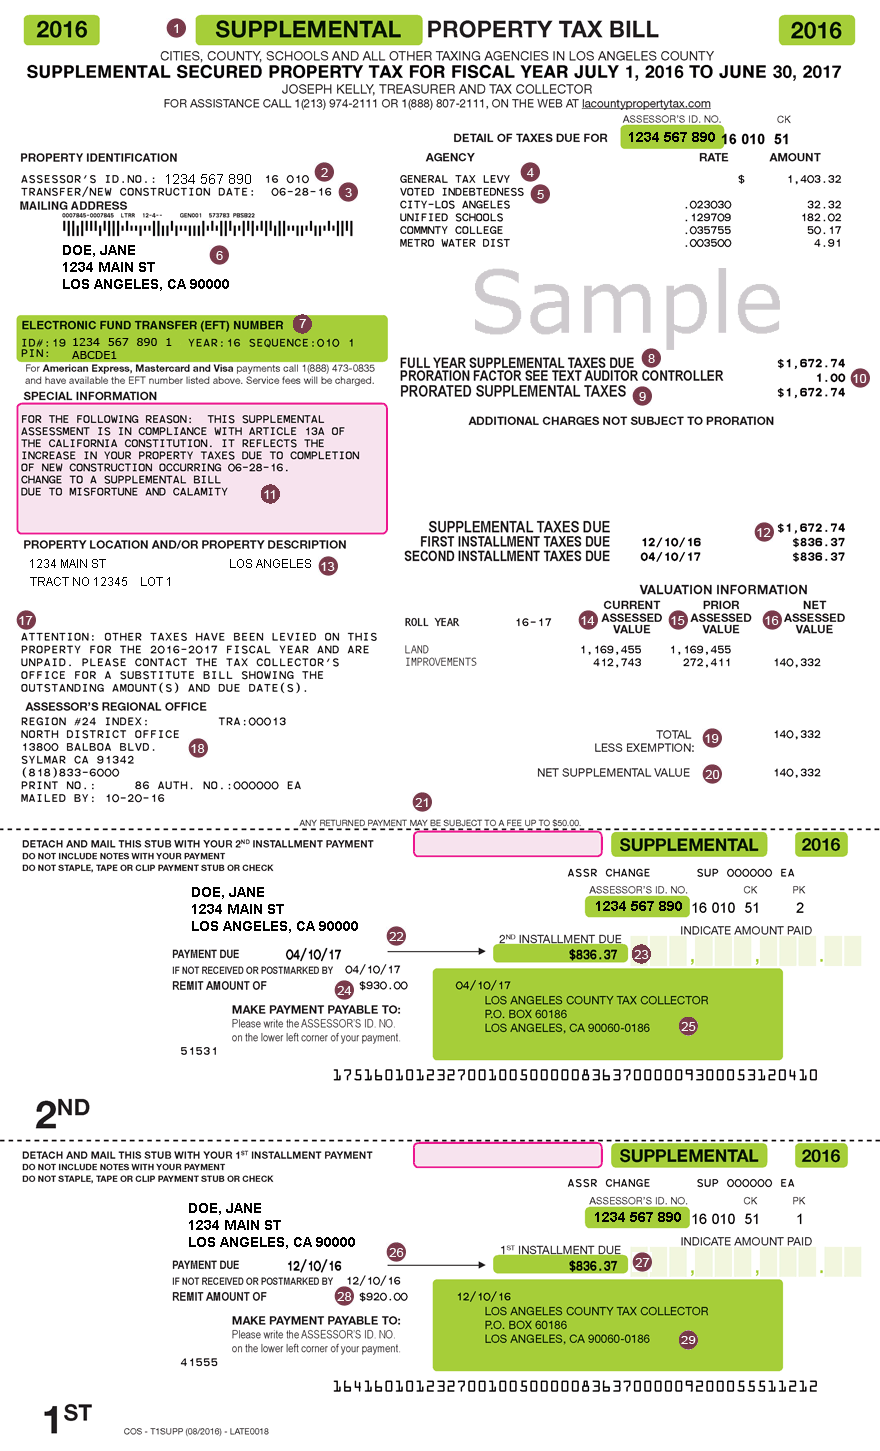 2016 1 SUPPLEMENTAL PROPERTY TAX BILL 2016
CITIES, COUNTY, SCHOOLS AND ALL OTHER TAXING AGENCIES IN LOS ANGELES COUNTY
SUPPLEMENTAL SECURED PROPERTY TAX FOR FISCAL YEAR JULY 1, 2016 TO JUNE 30, 2017
JOSEPH KELLY, TREASURER AND TAX COLLECTOR
FOR ASSISTANCE CALL 1(213) 974-2111 OR 1(888) 807-2111, ON THE WEB AT lacountypropertytax.com
ASSESSOR'S ID. NO. CK
DETAIL OF TAXES DUE FOR 1234 567 890 16 010 51
PROPERTY IDENTIFICATION
ASSESSOR'S ID.NO.: 1234 567 890 16 010 2
TRANSFER/NEW CONSTRUCTION DATE: 06-28-16 3
MAILING ADDRESS
0007845-0007845 LTRR 12-4-- GEN001 573783 PBSB22
DOE, JANE
1234 MAIN ST
LOS ANGELES, CA 90000
6
AGENCY RATE AMOUNT
GENERAL TAX LEVY 4 $ 1,403.32
VOTED INDEBTEDNESS 5
CITY-LOS ANGELES .023030 32.32
UNIFIED SCHOOLS .129709 182.02
COMMNTY COLLEGE .035755 50.17
METRO WATER DIST .003500 4.91
Sample
ELECTRONIC FUND TRANSFER (EFT) NUMBER 7
ID#:19 1234 567 890 1 YEAR:16 SEQUENCE:010 1
PIN: ABCDE1
For American Express, Mastercard and Visa payments call 1(888) 473-0835
and have available the EFT number listed above. Service fees will be charged.
FULL YEAR SUPPLEMENTAL TAXES DUE 8 $1,672.74
PRORATION FACTOR SEE TEXT AUDITOR CONTROLLER 1.00 10
PRORATED SUPPLEMENTAL TAXES 9 $1,672.74
ADDITIONAL CHARGES NOT SUBJECT TO PRORATION
SPECIAL INFORMATION
FOR THE FOLLOWING REASON: THIS SUPPLEMENTAL
ASSESSMENT IS IN COMPLIANCE WITH ARTICLE 13A OF
THE CALIFORNIA CONSTITUTION. IT REFLECTS THE
INCREASE IN YOUR PROPERTY TAXES DUE TO COMPLETION
OF NEW CONSTRUCTION OCCURRING 06-28-16.
CHANGE TO A SUPPLEMENTAL BILL
DUE TO MISFORTUNE AND CALAMITY 11
SUPPLEMENTAL TAXES DUE 12 $1,672.74
FIRST INSTALLMENT TAXES DUE 12/10/16 $836.37
SECOND INSTALLMENT TAXES DUE 04/10/17 $836.37
PROPERTY LOCATION AND/OR PROPERTY DESCRIPTION
1234 MAIN ST LOS ANGELES 13
TRACT NO 12345 LOT 1
VALUATION INFORMATION
ROLL YEAR 16-17
14 CURRENT ASSESSED VALUE
15 PRIOR ASSESSED VALUE
16 NET ASSESSED VALUE
LAND 1,169,455 1,169,455
IMPROVEMENTS 412,743 272,411 140,332
17
ATTENTION: OTHER TAXES HAVE BEEN LEVIED ON THIS
PROPERTY FOR THE 2016-2017 FISCAL YEAR AND ARE
UNPAID. PLEASE CONTACT THE TAX COLLECTOR'S
OFFICE FOR A SUBSTITUTE BILL SHOWING THE
OUTSTANDING AMOUNT(S) AND DUE DATE(S).
ASSESSOR'S REGIONAL OFFICE
REGION #24 INDEX: TRA:00013
NORTH DISTRICT OFFICE
13800 BALBOA BLVD. 18
SYLMAR CA 91342
(818)833-6000
PRINT NO.: 86 AUTH. NO.:000000 EA
MAILED BY: 10-20-16
TOTAL 19 140,332
LESS EXEMPTION:
NET SUPPLEMENTAL VALUE 20 140,332
21
ANY RETURNED PAYMENT MAY BE SUBJECT TO A FEE UP TO $50.00.
DETACH AND MAIL THIS STUB WITH YOUR 2ND INSTALLMENT PAYMENT
DO NOT INCLUDE NOTES WITH YOUR PAYMENT
DO NOT STAPLE, TAPE OR CLIP PAYMENT STUB OR CHECK
SUPPLEMENTAL 2016
ASSR CHANGE SUP 000000 EA
ASSESSOR'S ID. NO. CK PK
1234 567 890 16 010 51 2
DOE, JANE
1234 MAIN ST
LOS ANGELES, CA 90000
INDICATE AMOUNT PAID
22 2ND INSTALLMENT DUE
PAYMENT DUE 04/10/17 $836.37 23 , , .
IF NOT RECEIVED OR POSTMARKED BY 04/10/17
REMIT AMOUNT OF 24 $930.00
MAKE PAYMENT PAYABLE TO:
Please write the ASSESSOR'S ID. NO.
on the lower left corner of your payment.
04/10/17
LOS ANGELES COUNTY TAX COLLECTOR
P.O. BOX 60186
LOS ANGELES, CA 90060-0186 25
51531
17516010123270010050000083637000000930005​3120410
2ND
DETACH AND MAIL THIS STUB WITH YOUR 1ST INSTALLMENT PAYMENT
DO NOT INCLUDE NOTES WITH YOUR PAYMENT
DO NOT STAPLE, TAPE OR CLIP PAYMENT STUB OR CHECK
SUPPLEMENTAL 2016
ASSR CHANGE SUP 000000 EA
ASSESSOR'S ID. NO. CK PK
1234 567 890 16 010 51 1
DOE, JANE
1234 MAIN ST
LOS ANGELES, CA 90000
INDICATE AMOUNT PAID
26 1ST INSTALLMENT DUE
PAYMENT DUE 12/10/16 $836.37 27 , , .
IF NOT RECEIVED OR POSTMARKED BY 12/10/16
REMIT AMOUNT OF 28 $920.00
MAKE PAYMENT PAYABLE TO:
Please write the ASSESSOR'S ID. NO.
on the lower left corner of your payment.
12/10/16
LOS ANGELES COUNTY TAX COLLECTOR
P.O. BOX 60186
LOS ANGELES, CA 90060-0186 29
41555
16416010123270010050000083637000000920005​5511212
1ST
COS - T1SUPP (08/2016) - LATE0018